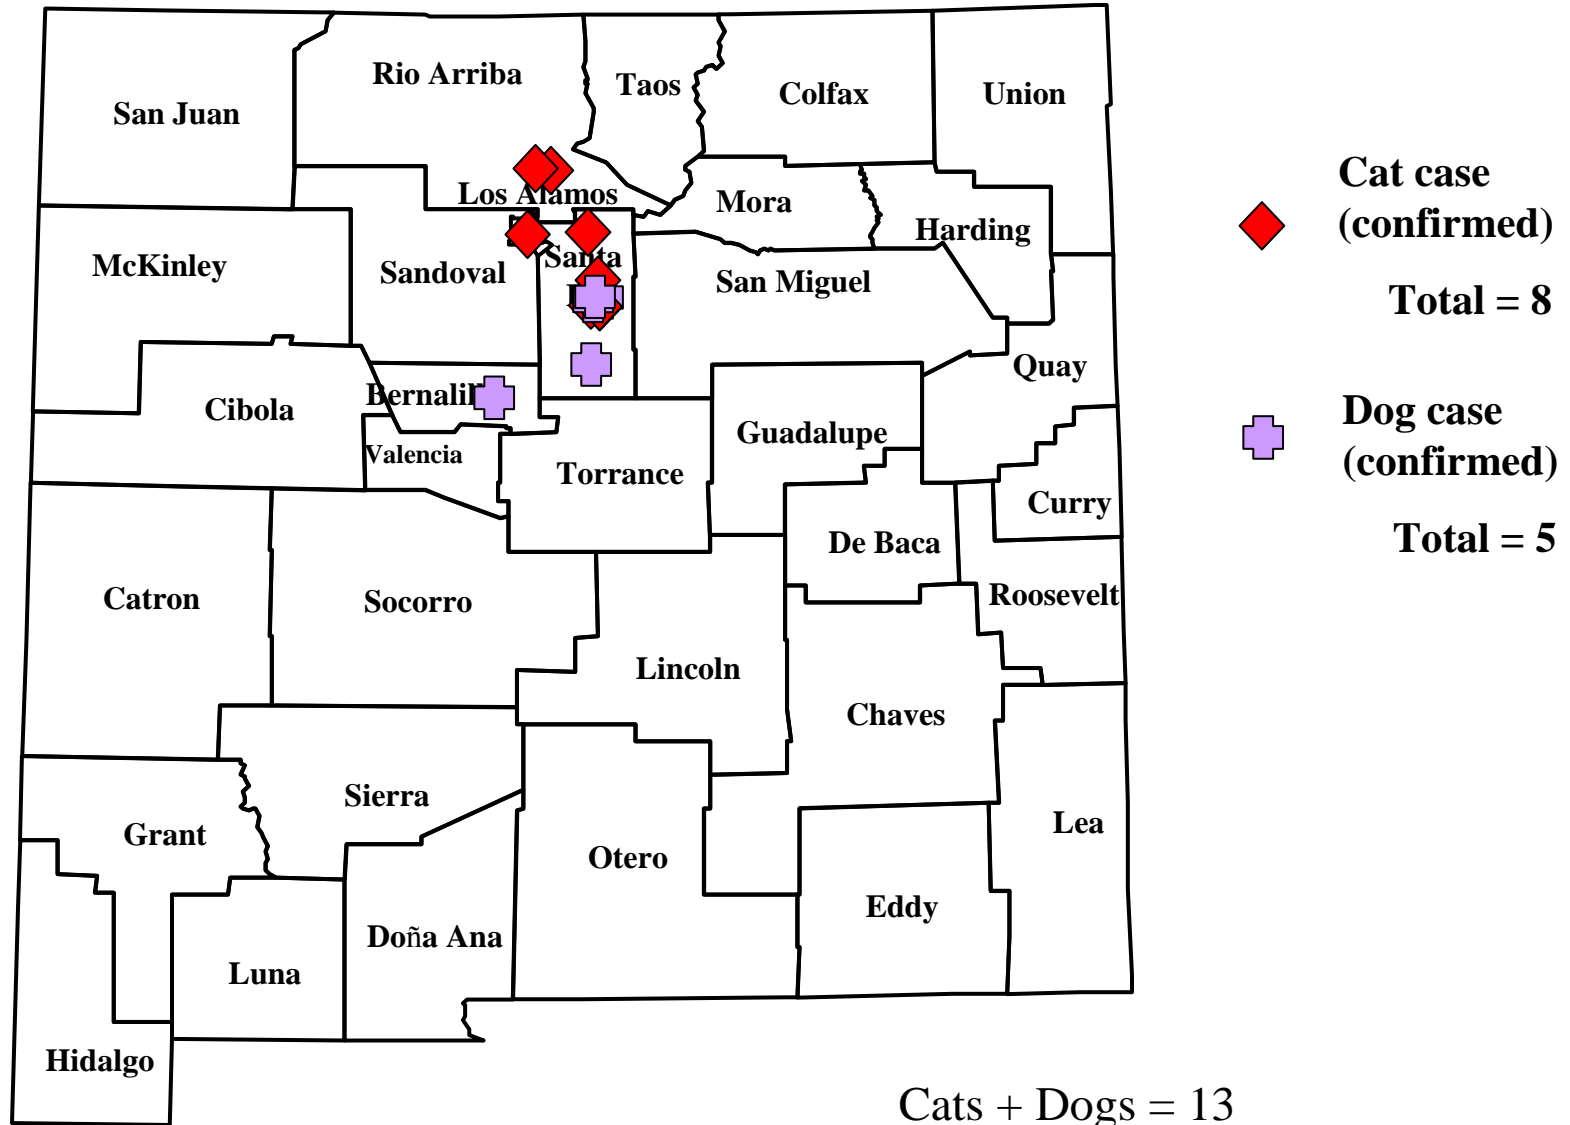 Rio Arriba
Taos
Colfax
Union
San Juan
Los Alamos
Mora
Harding
McKinley
Sandoval
Santa
San Miguel
Quay
Cibola
Guadalupe
Valencia
Torrance
Curry
De Baca
Catron
Socorro
Roosevelt
Lincoln
Chaves
Sierra
Grant
Lea
Otero
Eddy
Doña Ana
Luna
Hidalgo
Cat case
(confirmed)
Total = 8
Dog case
(confirmed)
Total = 5
Cats + Dogs = 13